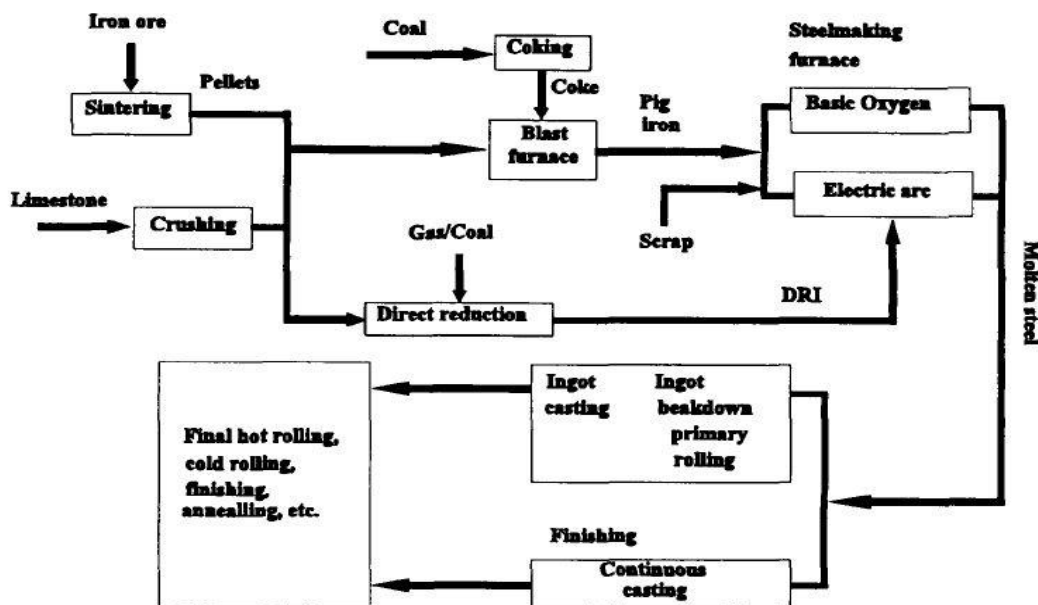 Iron ore
Coal
Coking
Steelmaking
furnace
Pellets
Coke
Sintering
Basic Oxygen
Pig
iron
Blast
furnace
Limestone
Crushing
Electric arc
Gas/Coal
Scrap
Molten steel
Direct reduction
DRI
Ingot
casting
Ingot
beakdown
primary
rolling
Final hot rolling,
cold rolling,
finishing,
annealling, etc.
Finishing
Continuous
casting